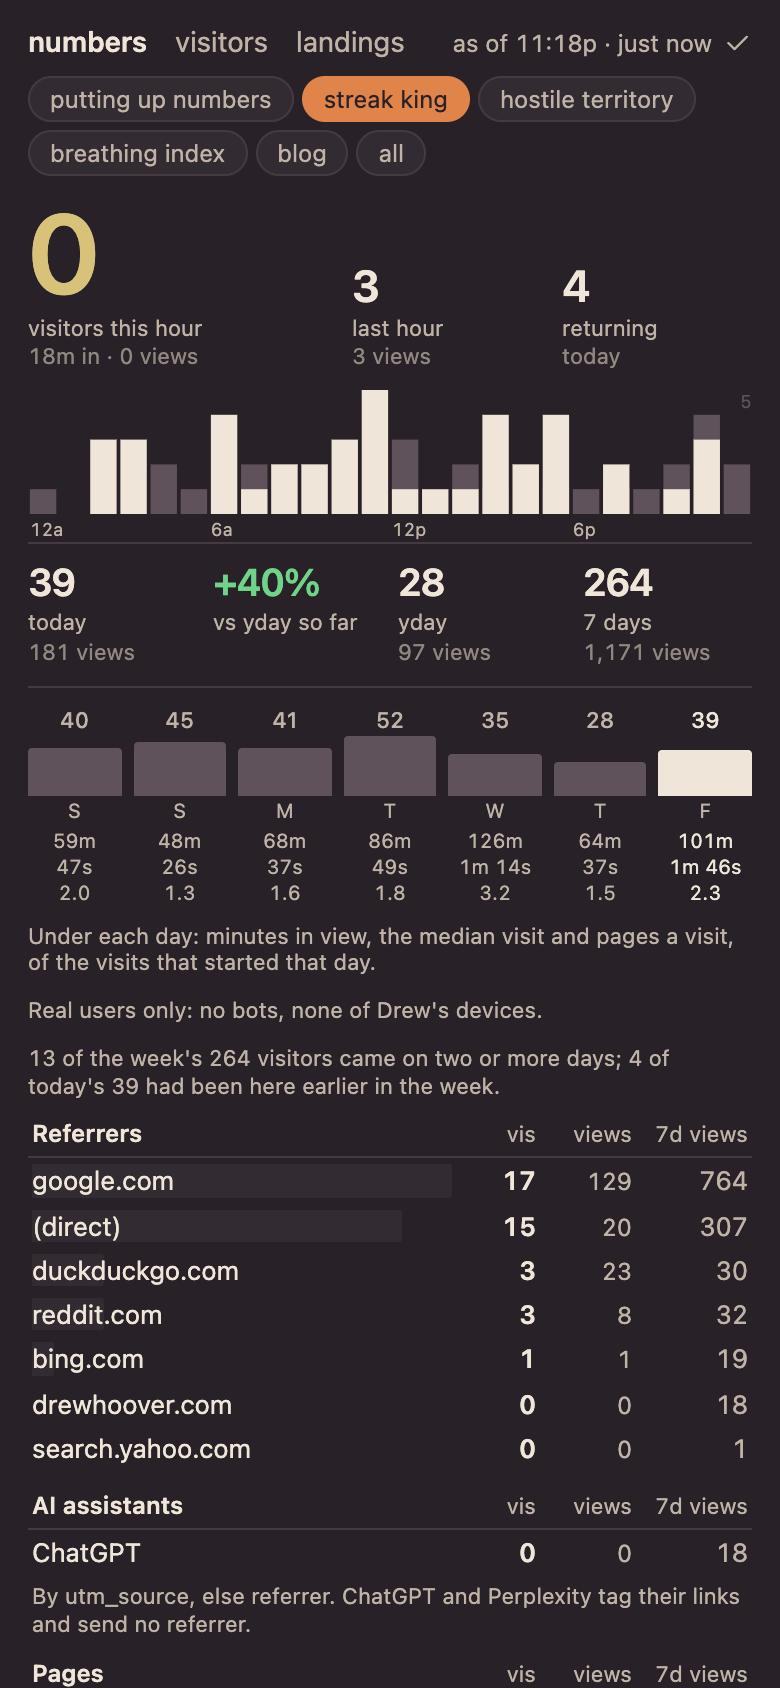 numbers visitors landings as of 11:18p · just now ✓
putting up numbers streak king hostile territory
breathing index blog all
0 3 4
visitors this hour last hour returning
18m in · 0 views 3 views today
5
12a 6a 12p 6p
39 +40% 28 264
today vs yday so far yday 7 days
181 views 97 views 1,171 views
40 45 41 52 35 28 39
S S M T W T F
59m 48m 68m 86m 126m 64m 101m
47s 26s 37s 49s 1m 14s 37s 1m 46s
2.0 1.3 1.6 1.8 3.2 1.5 2.3
Under each day: minutes in view, the median visit and pages a visit,
of the visits that started that day.
Real users only: no bots, none of Drew's devices.
13 of the week's 264 visitors came on two or more days; 4 of
today's 39 had been here earlier in the week.
Referrers vis views 7d views
google.com 17 129 764
(direct) 15 20 307
duckduckgo.com 3 23 30
reddit.com 3 8 32
bing.com 1 1 19
drewhoover.com 0 0 18
search.yahoo.com 0 0 1
AI assistants vis views 7d views
ChatGPT 0 0 18
By utm_source, else referrer. ChatGPT and Perplexity tag their links
and send no referrer.
Pages vis views 7d views